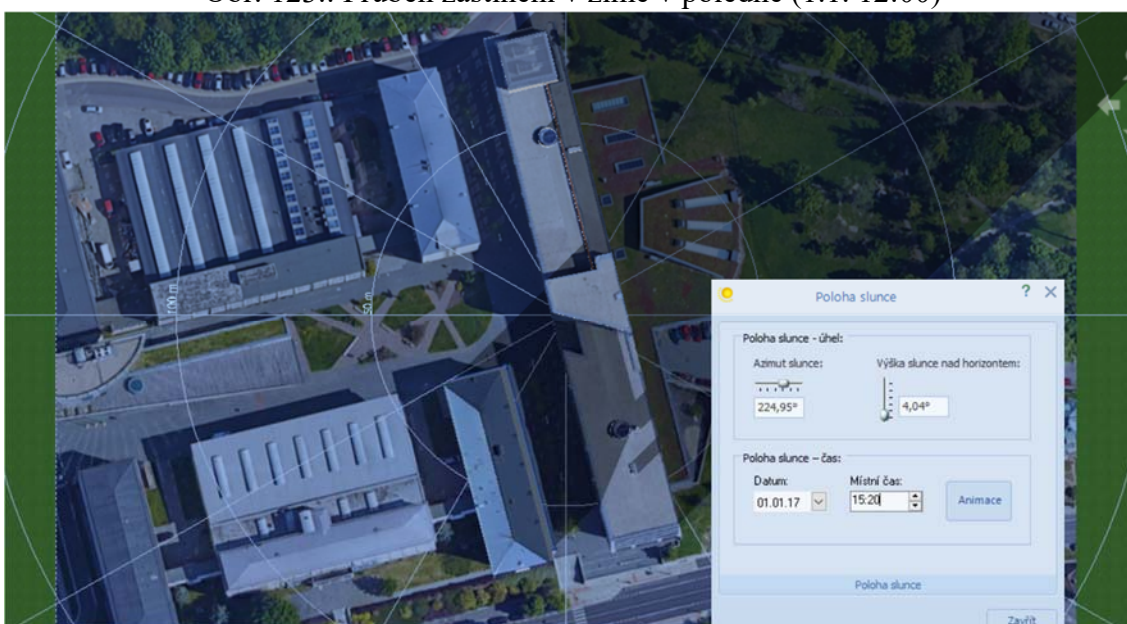 Obr. 123.: Průběh zastínění v zimě v poledne (1.1. 12:00)
100 m
50 m
Poloha slunce
? ×
Poloha slunce - úhel:
Azimut slunce:
Výška slunce nad horizontem:
224,95°
4,04°
Poloha slunce – čas:
Datum:
Místní čas:
01.01.17
15:20
Animace
Poloha slunce
Zavřít